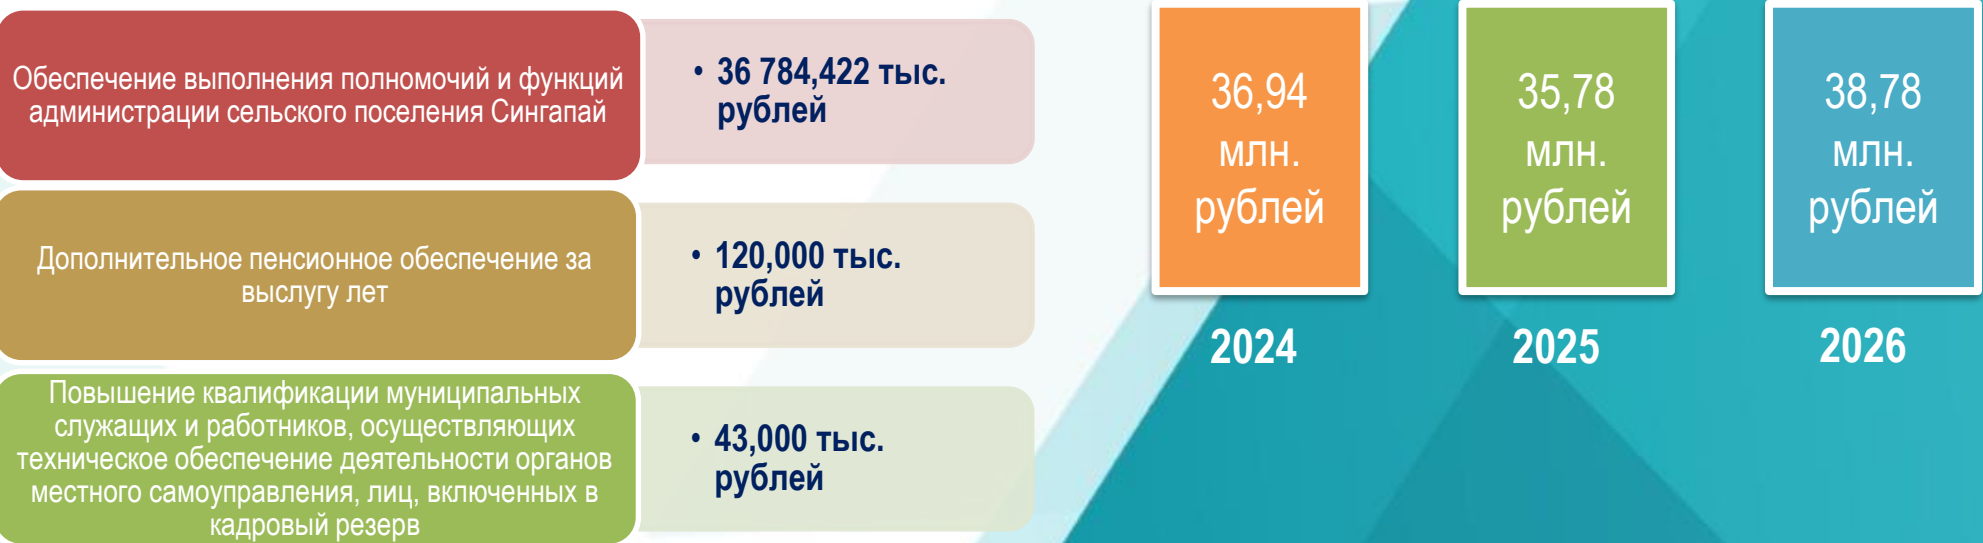 Обеспечение выполнения полномочий и функций
администрации сельского поселения Сингапай
• 36 784,422 тыс.
рублей
Дополнительное пенсионное обеспечение за
выслугу лет
• 120,000 тыс.
рублей
Повышение квалификации муниципальных
служащих и работников, осуществляющих
техническое обеспечение деятельности органов
местного самоуправления, лиц, включенных в
кадровый резерв
• 43,000 тыс.
рублей
36,94
млн.
рублей
2024
35,78
млн.
рублей
2025
38,78
млн.
рублей
2026